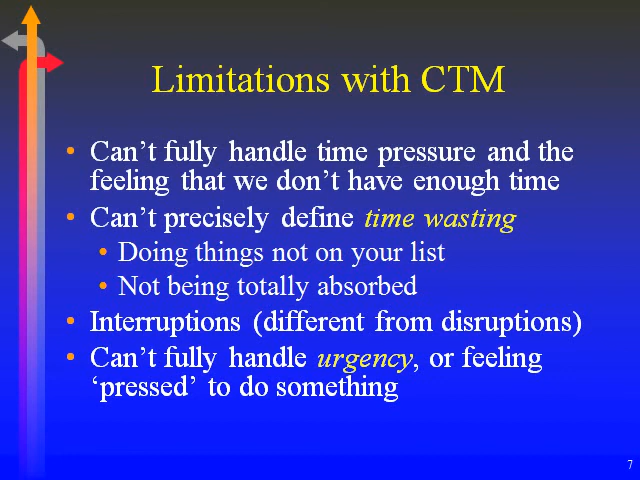 Limitations with CTM
• Can’t fully handle time pressure and the
feeling that we don’t have enough time
• Can’t precisely define time wasting
• Doing things not on your list
• Not being totally absorbed
• Interruptions (different from disruptions)
• Can’t fully handle urgency, or feeling
‘pressed’ to do something
7